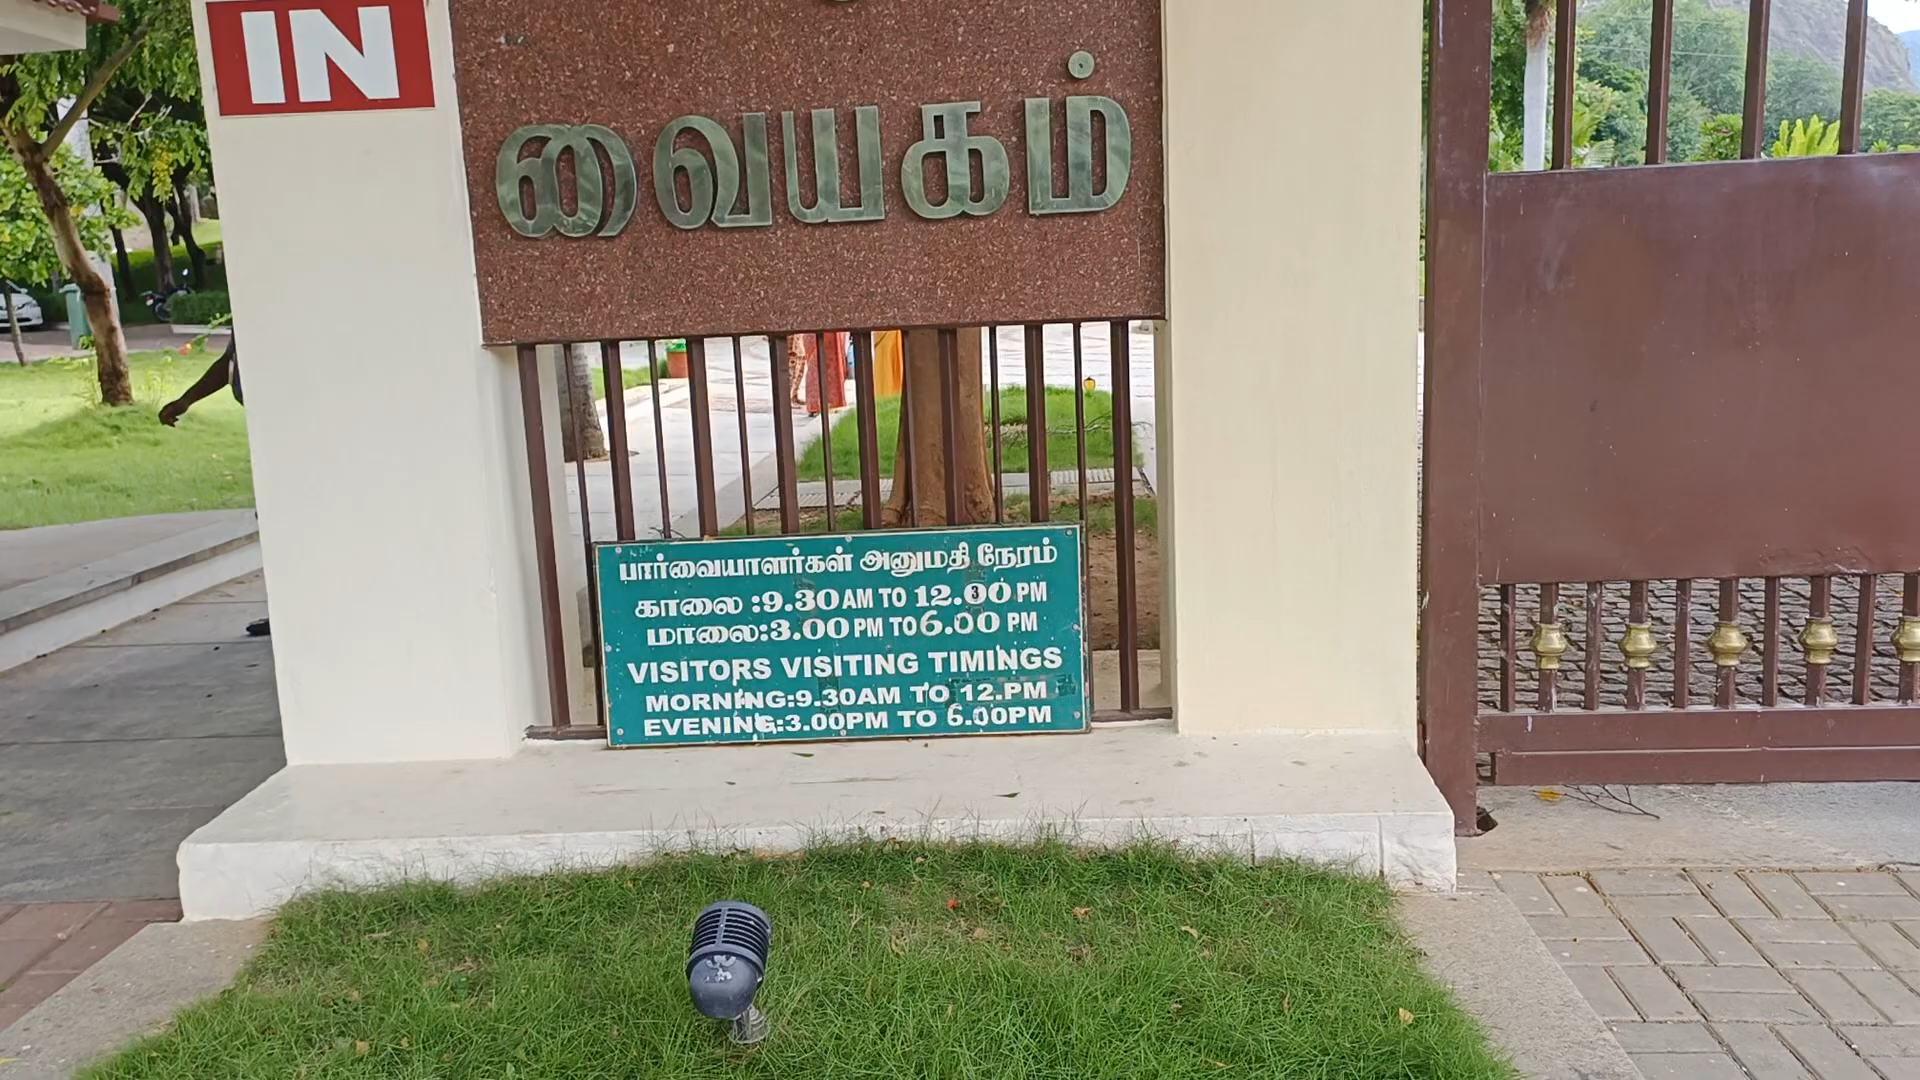 IN
வையகம்
பார்வையாளர்கள் அனுமதி நேரம்
காலை :9.30 AM TO 12.00 PM
மாலை:3.00 PM TO 6.00 PM
VISITORS VISITING TIMINGS
MORNING:9.30AM TO 12.PM
EVENING:3.00PM TO 6.00PM